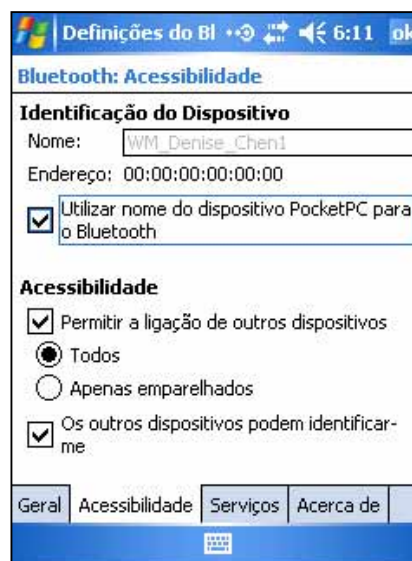 Definições do Bl 6:11 ok
Bluetooth: Acessibilidade
Identificação do Dispositivo
Nome: WM_Denise_Chen1
Endereço: 00:00:00:00:00:00
Utilizar nome do dispositivo PocketPC para
o Bluetooth
Acessibilidade
Permitir a ligação de outros dispositivos
Todos
Apenas emparelhados
Os outros dispositivos podem identificar-
me
Geral Acessibilidade Serviços Acerca de